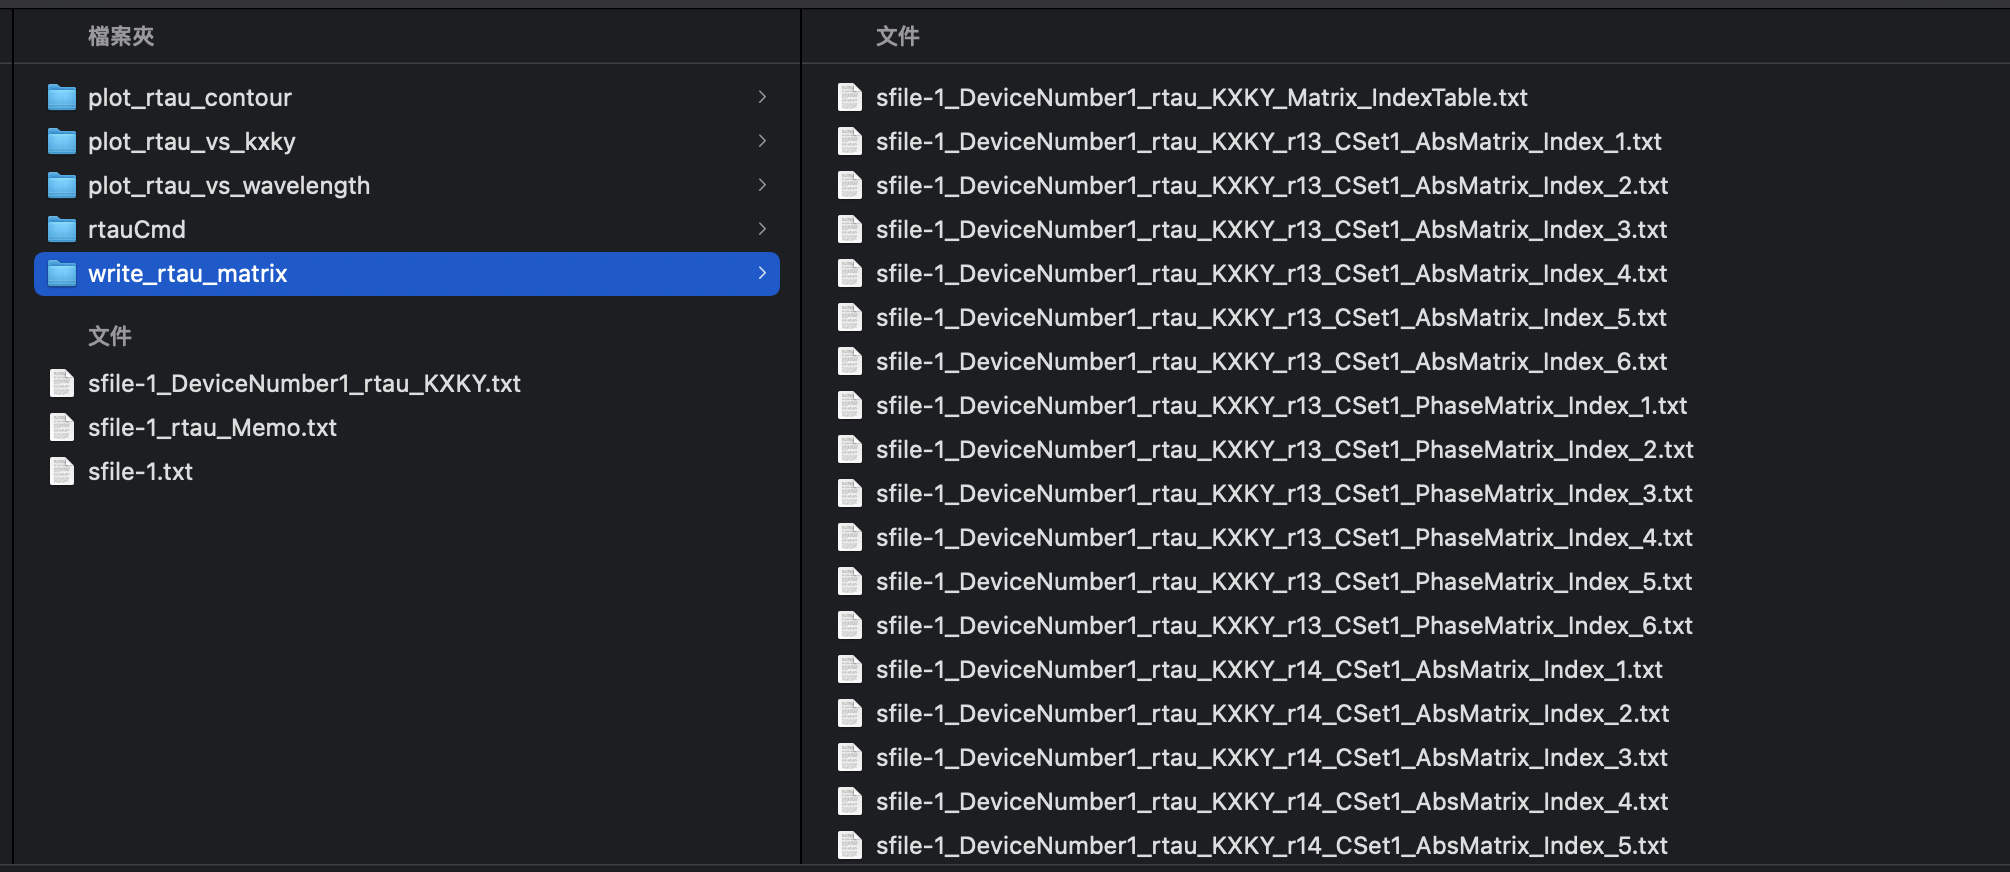 檔案夾
plot_rtau_contour
plot_rtau_vs_kxky
plot_rtau_vs_wavelength
rtauCmd
write_rtau_matrix
文件
sfile-1_DeviceNumber1_rtau_KXKY.txt
sfile-1_rtau_Memo.txt
sfile-1.txt
文件
sfile-1_DeviceNumber1_rtau_KXKY_Matrix_IndexTable.txt
sfile-1_DeviceNumber1_rtau_KXKY_r13_CSet1_AbsMatrix_Index_1.txt
sfile-1_DeviceNumber1_rtau_KXKY_r13_CSet1_AbsMatrix_Index_2.txt
sfile-1_DeviceNumber1_rtau_KXKY_r13_CSet1_AbsMatrix_Index_3.txt
sfile-1_DeviceNumber1_rtau_KXKY_r13_CSet1_AbsMatrix_Index_4.txt
sfile-1_DeviceNumber1_rtau_KXKY_r13_CSet1_AbsMatrix_Index_5.txt
sfile-1_DeviceNumber1_rtau_KXKY_r13_CSet1_AbsMatrix_Index_6.txt
sfile-1_DeviceNumber1_rtau_KXKY_r13_CSet1_PhaseMatrix_Index_1.txt
sfile-1_DeviceNumber1_rtau_KXKY_r13_CSet1_PhaseMatrix_Index_2.txt
sfile-1_DeviceNumber1_rtau_KXKY_r13_CSet1_PhaseMatrix_Index_3.txt
sfile-1_DeviceNumber1_rtau_KXKY_r13_CSet1_PhaseMatrix_Index_4.txt
sfile-1_DeviceNumber1_rtau_KXKY_r13_CSet1_PhaseMatrix_Index_5.txt
sfile-1_DeviceNumber1_rtau_KXKY_r13_CSet1_PhaseMatrix_Index_6.txt
sfile-1_DeviceNumber1_rtau_KXKY_r14_CSet1_AbsMatrix_Index_1.txt
sfile-1_DeviceNumber1_rtau_KXKY_r14_CSet1_AbsMatrix_Index_2.txt
sfile-1_DeviceNumber1_rtau_KXKY_r14_CSet1_AbsMatrix_Index_3.txt
sfile-1_DeviceNumber1_rtau_KXKY_r14_CSet1_AbsMatrix_Index_4.txt
sfile-1_DeviceNumber1_rtau_KXKY_r14_CSet1_AbsMatrix_Index_5.txt